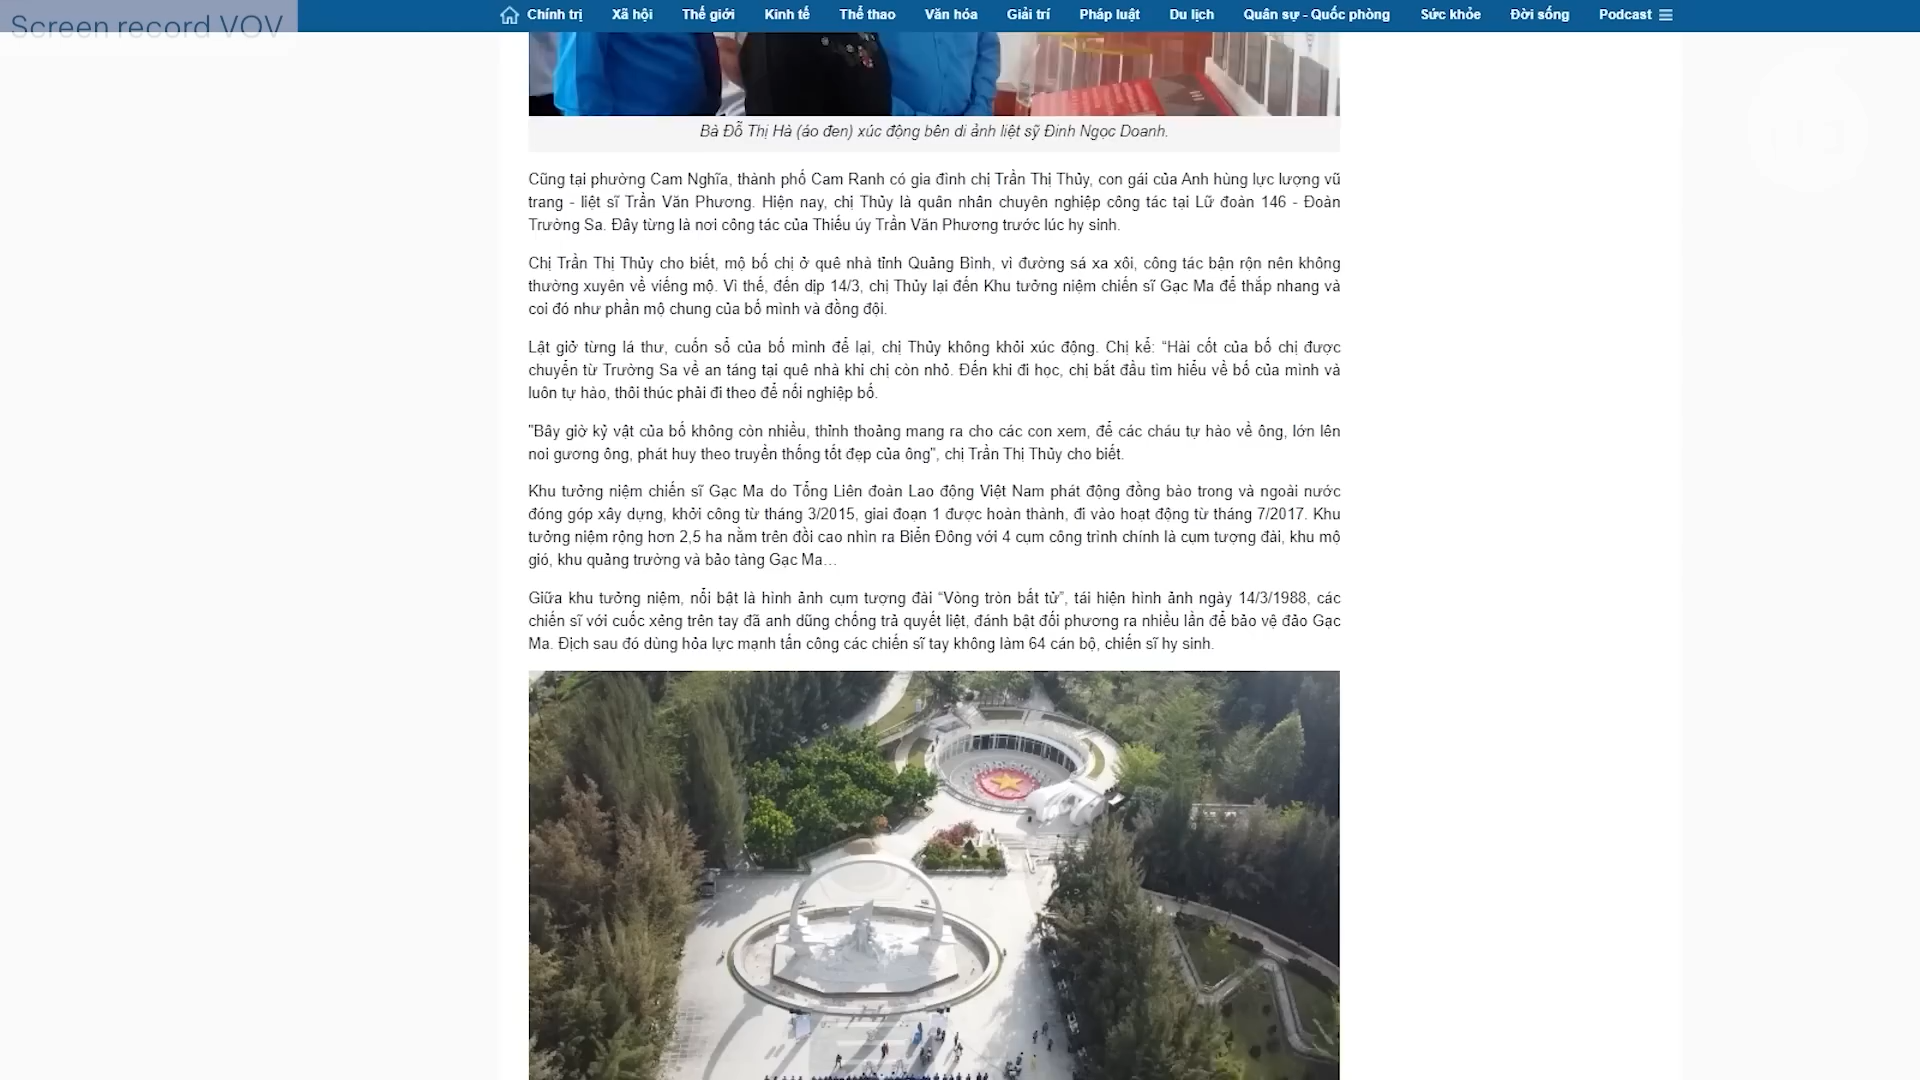 Screen record VOV
Chính trị Xã hội Thế giới Kinh tế Thể thao Văn hóa Giải trí Pháp luật Du lịch Quân sự - Quốc phòng Sức khỏe Đời sống Podcast
Bà Đỗ Thị Hà (áo đen) xúc động bên di ảnh liệt sỹ Đinh Ngọc Doanh.
Cũng tại phường Cam Nghĩa, thành phố Cam Ranh có gia đình chị Trần Thị Thủy, con gái của Anh hùng lực lượng vũ
trang - liệt sĩ Trần Văn Phương. Hiện nay, chị Thủy là quân nhân chuyên nghiệp công tác tại Lữ đoàn 146 - Đoàn
Trường Sa. Đây từng là nơi công tác của Thiếu úy Trần Văn Phương trước lúc hy sinh.
Chị Trần Thị Thủy cho biết, mộ bố chị ở quê nhà tỉnh Quảng Bình, vì đường sá xa xôi, công tác bận rộn nên không
thường xuyên về viếng mộ. Vì thế, đến dịp 14/3, chị Thủy lại đến Khu tưởng niệm chiến sĩ Gạc Ma để thắp nhang và
coi đó như phần mộ chung của bố mình và đồng đội.
Lật giở từng lá thư, cuốn sổ của bố mình để lại, chị Thủy không khỏi xúc động. Chị kể: “Hài cốt của bố chị được
chuyển từ Trường Sa về an táng tại quê nhà khi chị còn nhỏ. Đến khi đi học, chị bắt đầu tìm hiểu về bố của mình và
luôn tự hào, thôi thúc phải đi theo để nối nghiệp bố.
"Bây giờ kỷ vật của bố không còn nhiều, thỉnh thoảng mang ra cho các con xem, để các cháu tự hào về ông, lớn lên
noi gương ông, phát huy theo truyền thống tốt đẹp của ông”, chị Trần Thị Thủy cho biết.
Khu tưởng niệm chiến sĩ Gạc Ma do Tổng Liên đoàn Lao động Việt Nam phát động đồng bào trong và ngoài nước
đóng góp xây dựng, khởi công từ tháng 3/2015, giai đoạn 1 được hoàn thành, đi vào hoạt động từ tháng 7/2017. Khu
tưởng niệm rộng hơn 2,5 ha nằm trên đồi cao nhìn ra Biển Đông với 4 cụm công trình chính là cụm tượng đài, khu mộ
gió, khu quảng trường và bảo tàng Gạc Ma…
Giữa khu tưởng niệm, nổi bật là hình ảnh cụm tượng đài “Vòng tròn bất tử”, tái hiện hình ảnh ngày 14/3/1988, các
chiến sĩ với cuốc xẻng trên tay đã anh dũng chống trả quyết liệt, đánh bật đối phương ra nhiều lần để bảo vệ đảo Gạc
Ma. Địch sau đó dùng hỏa lực mạnh tấn công các chiến sĩ tay không làm 64 cán bộ, chiến sĩ hy sinh.